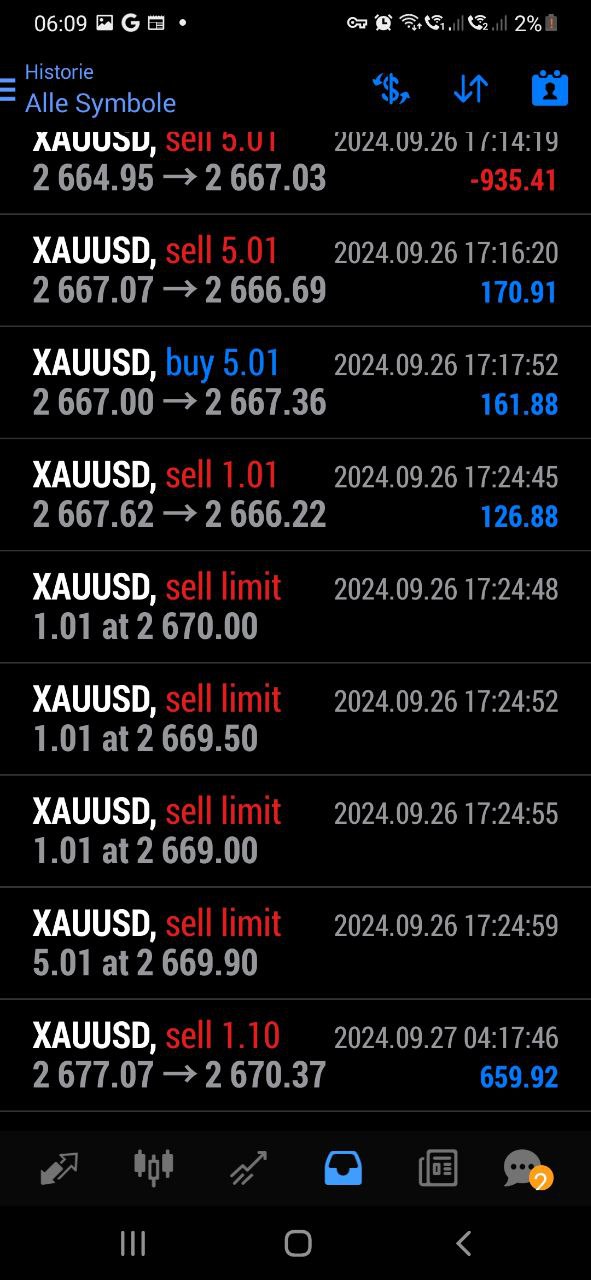 06:09
2%
Historie
Alle Symbole
XAUUSD, sell 5.01 2024.09.26 17:14:19
2 664.95 → 2 667.03 -935.41
XAUUSD, sell 5.01 2024.09.26 17:16:20
2 667.07 → 2 666.69 170.91
XAUUSD, buy 5.01 2024.09.26 17:17:52
2 667.00 → 2 667.36 161.88
XAUUSD, sell 1.01 2024.09.26 17:24:45
2 667.62 → 2 666.22 126.88
XAUUSD, sell limit 2024.09.26 17:24:48
1.01 at 2 670.00
XAUUSD, sell limit 2024.09.26 17:24:52
1.01 at 2 669.50
XAUUSD, sell limit 2024.09.26 17:24:55
1.01 at 2 669.00
XAUUSD, sell limit 2024.09.26 17:24:59
5.01 at 2 669.90
XAUUSD, sell 1.10 2024.09.27 04:17:46
2 677.07 → 2 670.37 659.92
2